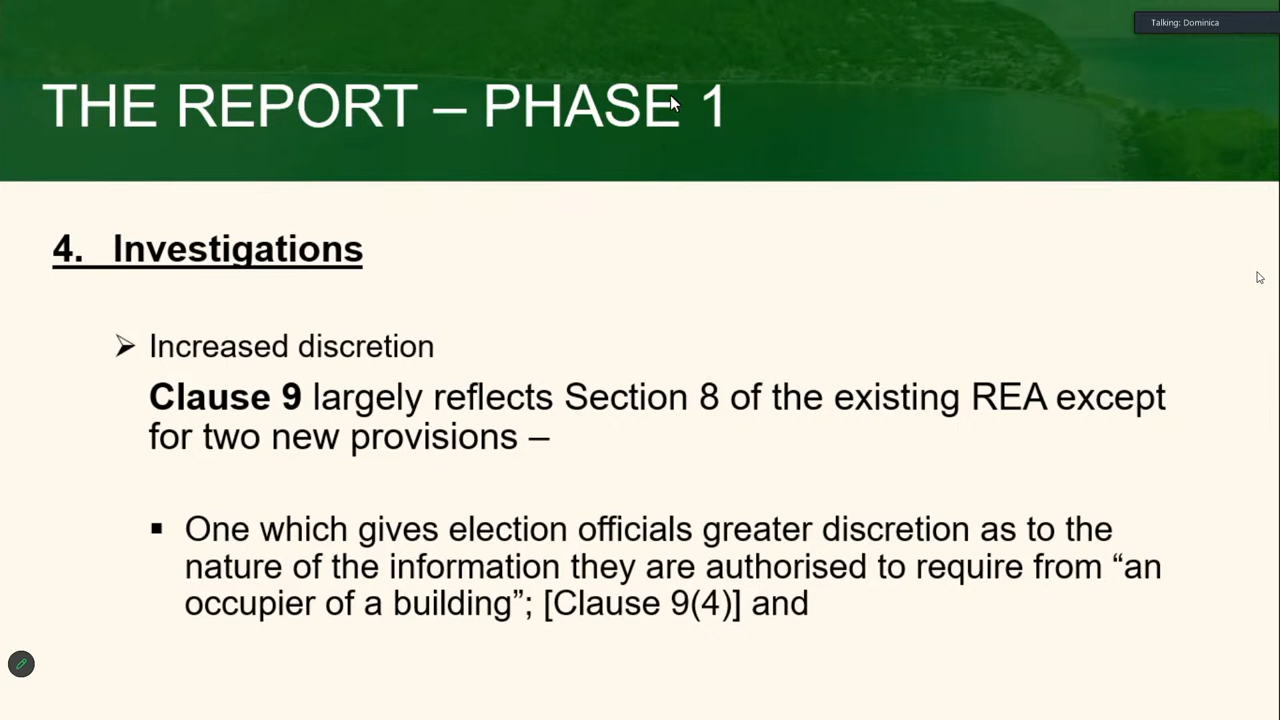 Talking: Dominica
THE REPORT – PHASE 1
4. Investigations
➢ Increased discretion
Clause 9 largely reflects Section 8 of the existing REA except
for two new provisions –
▪ One which gives election officials greater discretion as to the
nature of the information they are authorised to require from “an
occupier of a building”; [Clause 9(4)] and